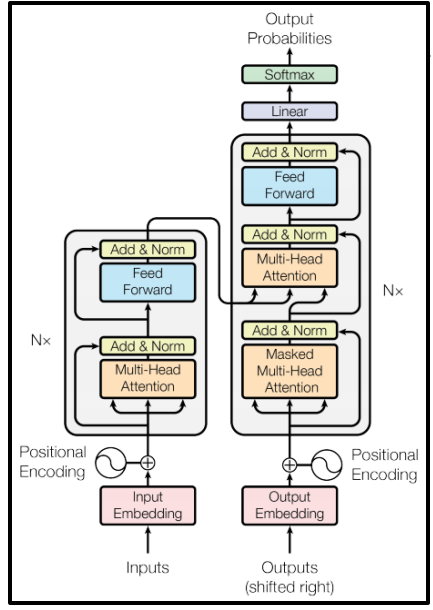 Output
Probabilities
Softmax
Linear
Add & Norm
Feed
Forward
Add & Norm
Multi-Head
Attention
Add & Norm
Masked
Multi-Head
Attention
Nx
Add & Norm
Feed
Forward
Nx
Add & Norm
Multi-Head
Attention
Positional
Encoding
Positional
Encoding
Input
Embedding
Output
Embedding
Inputs
Outputs
(shifted right)